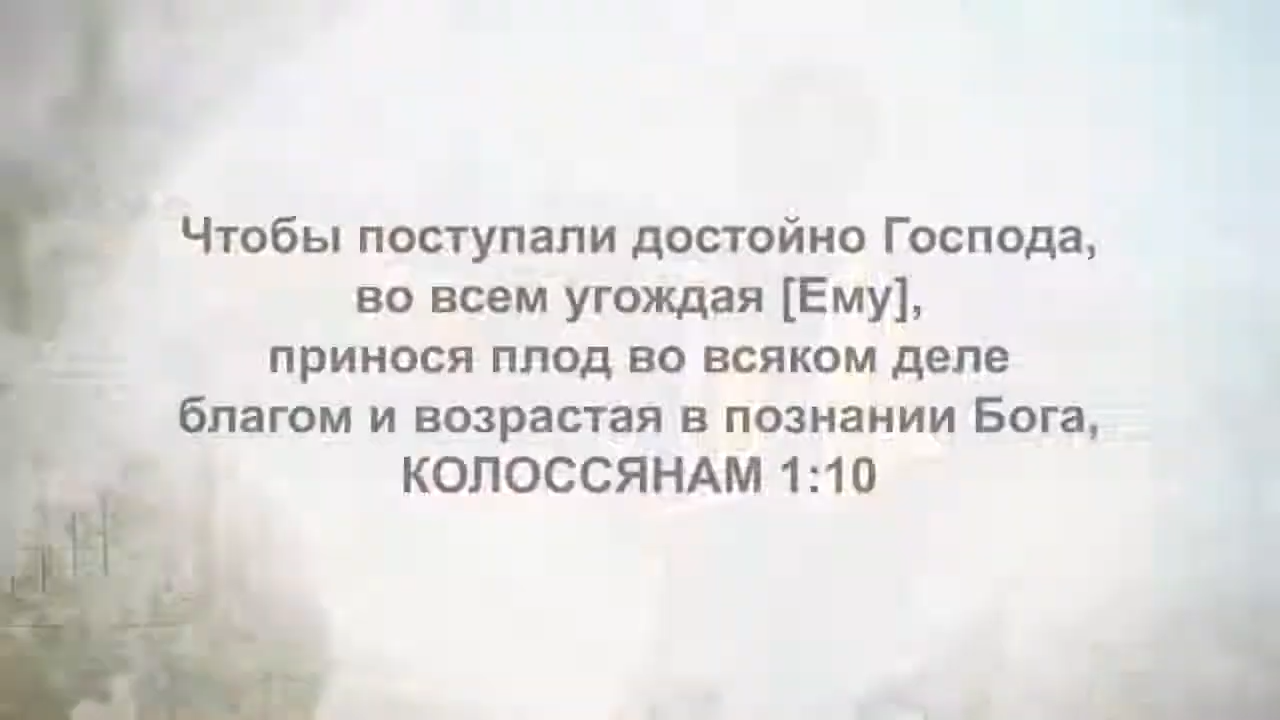 Чтобы поступали достойно Господа,
во всем угождая [Ему],
принося плод во всяком деле
благом и возрастая в познании Бога,
КОЛОССЯНАМ 1:10